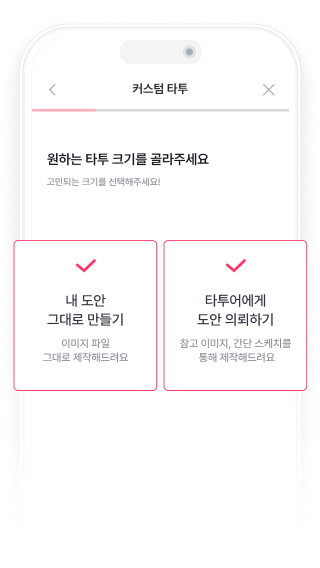 커스텀 타투
원하는 타투 크기를 골라주세요
고민되는 크기를 선택해주세요!
내 도안
그대로 만들기
이미지 파일
그대로 제작해드려요
타투어에게
도안 의뢰하기
참고 이미지, 간단 스케치를
통해 제작해드려요